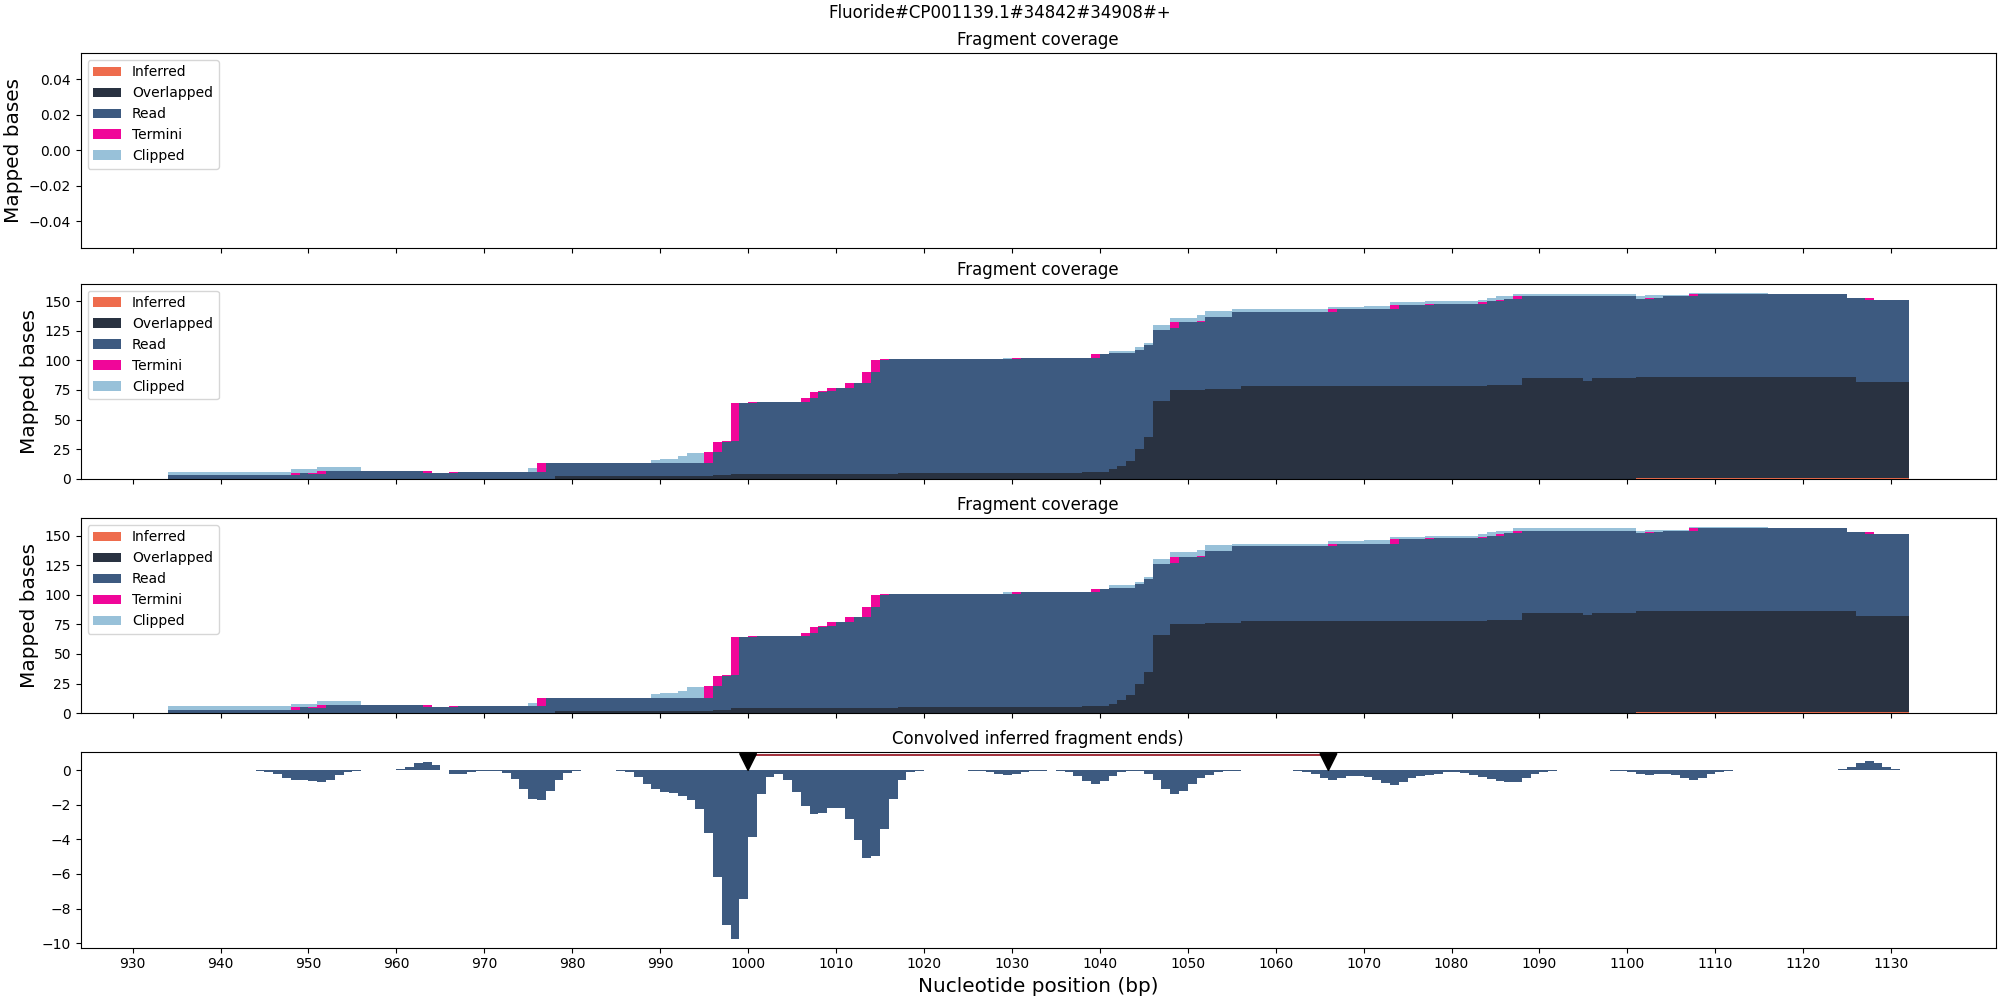 Fluoride#CP001139.1#34842#34908#+
Fragment coverage
Mapped bases
0.04
0.02
0.00
−0.02
−0.04
Inferred
Overlapped
Read
Termini
Clipped
Fragment coverage
Mapped bases
150
125
100
75
50
25
0
Inferred
Overlapped
Read
Termini
Clipped
Fragment coverage
Mapped bases
150
125
100
75
50
25
0
Inferred
Overlapped
Read
Termini
Clipped
Convolved inferred fragment ends)
0
−2
−4
−6
−8
−10
930 940 950 960 970 980 990 1000 1010 1020 1030 1040 1050 1060 1070 1080 1090 1100 1110 1120 1130
Nucleotide position (bp)